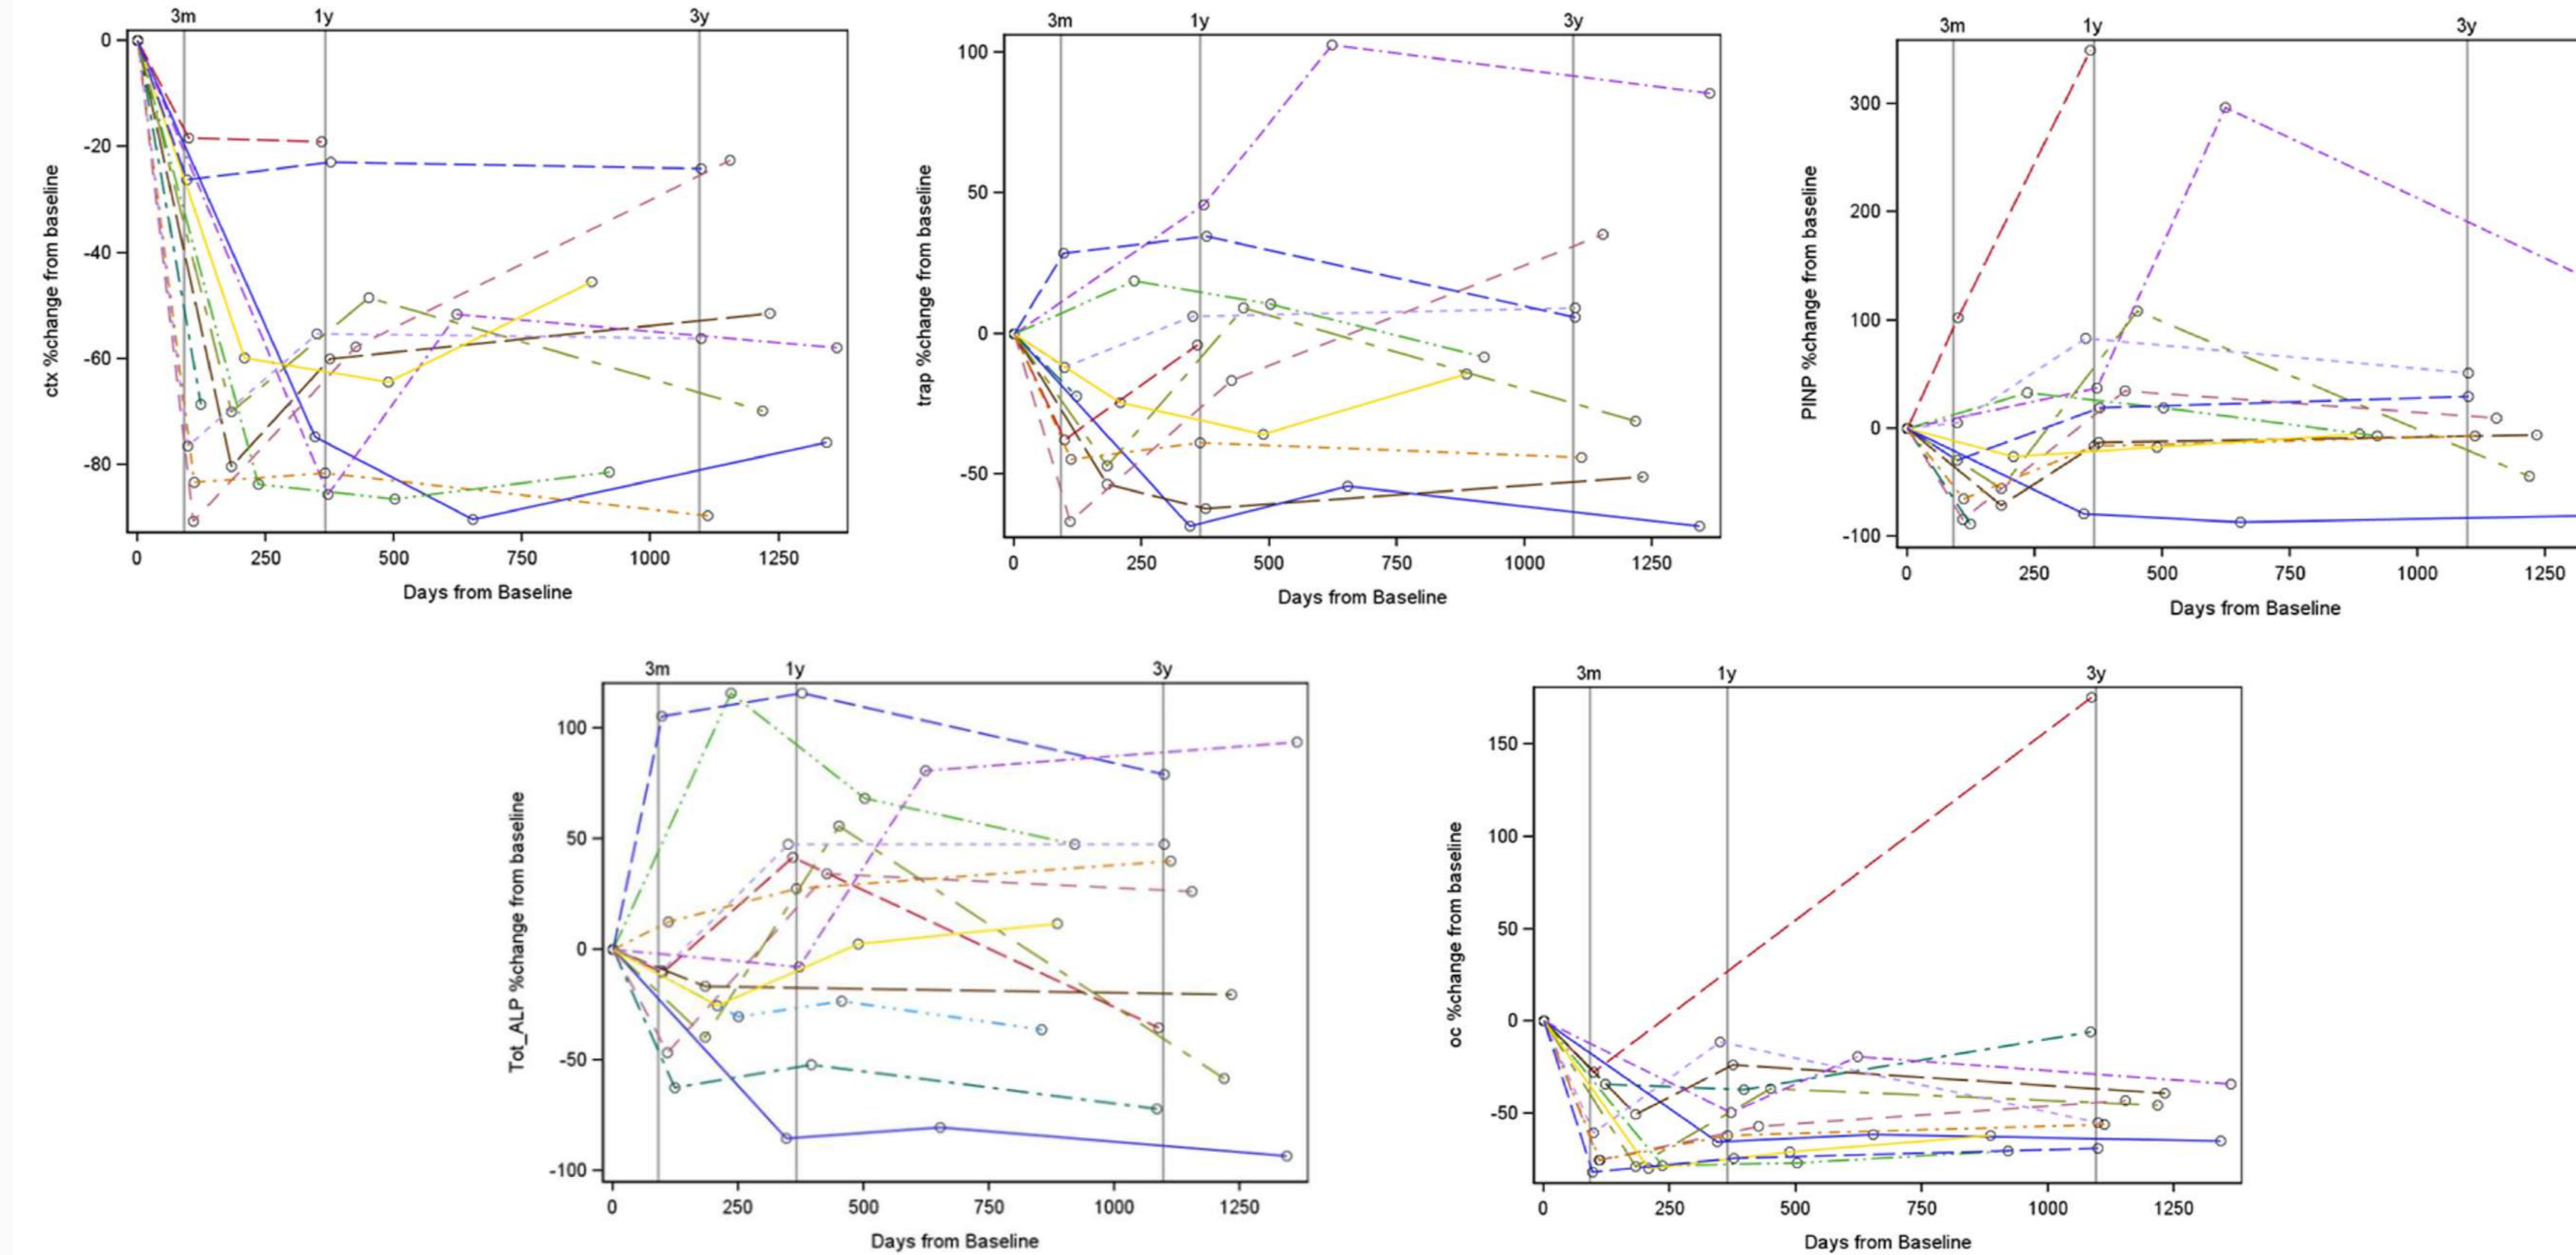 3m 1y 3y
0
-20
-40
-60
-80
ctx %change from baseline
0 250 500 750 1000 1250
Days from Baseline
3m 1y 3y
100
50
0
-50
trap %change from baseline
0 250 500 750 1000 1250
Days from Baseline
3m 1y 3y
300
200
100
0
-100
PINP %change from baseline
0 250 500 750 1000 1250
Days from Baseline
3m 1y 3y
100
50
0
-50
-100
Tot_ALP %change from baseline
0 250 500 750 1000 1250
Days from Baseline
3m 1y 3y
150
100
50
0
-50
oc %change from baseline
0 250 500 750 1000 1250
Days from Baseline